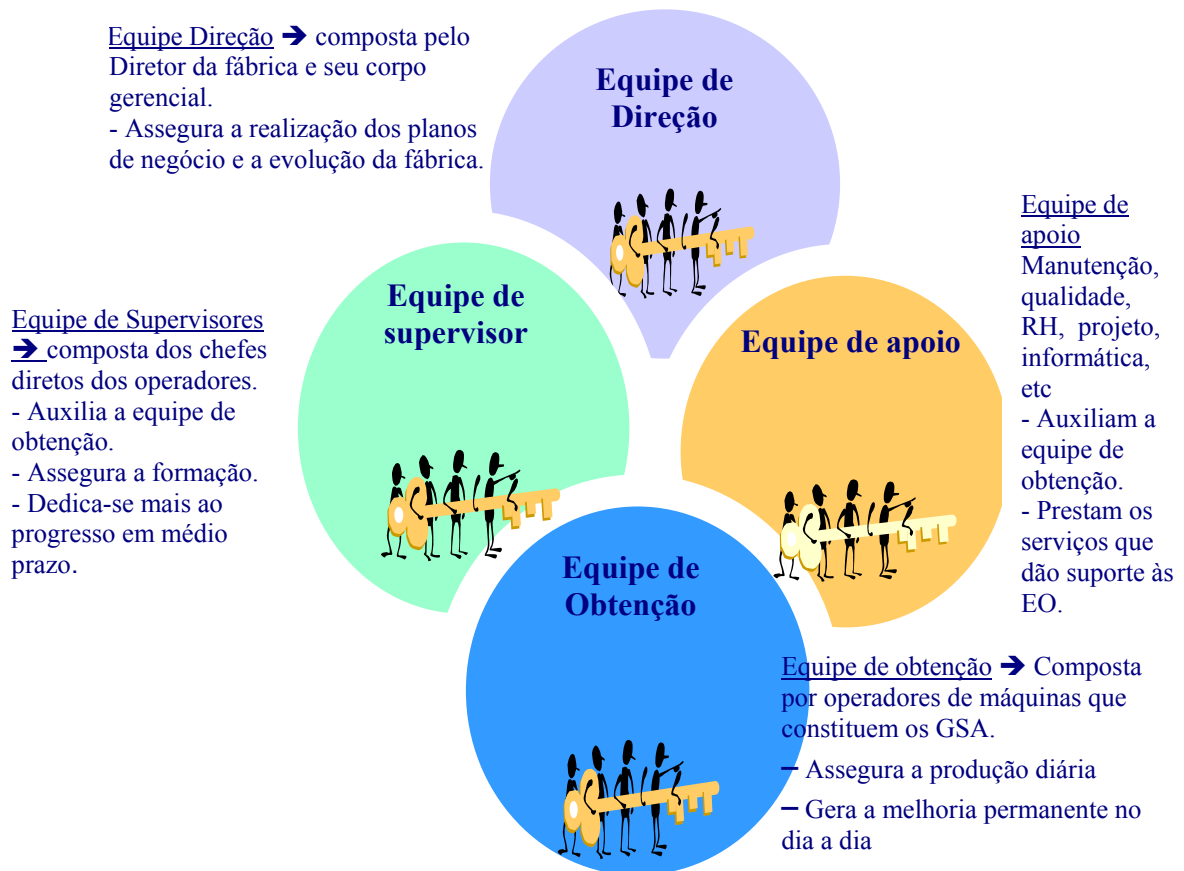 Equipe Direção ➔ composta pelo
Diretor da fábrica e seu corpo
gerencial.
- Assegura a realização dos planos
de negócio e a evolução da fábrica.
Equipe de
Direção
Equipe de
apoio
Manutenção,
qualidade,
RH, projeto,
informática,
etc
- Auxiliam a
equipe de
obtenção.
- Prestam os
serviços que
dão suporte às
EO.
Equipe de
supervisor
Equipe de apoio
Equipe de Supervisores
➔ composta dos chefes
diretos dos operadores.
- Auxilia a equipe de
obtenção.
- Assegura a formação.
- Dedica-se mais ao
progresso em médio
prazo.
Equipe de
Obtenção
Equipe de obtenção ➔ Composta
por operadores de máquinas que
constituem os GSA.
– Assegura a produção diária
– Gera a melhoria permanente no
dia a dia